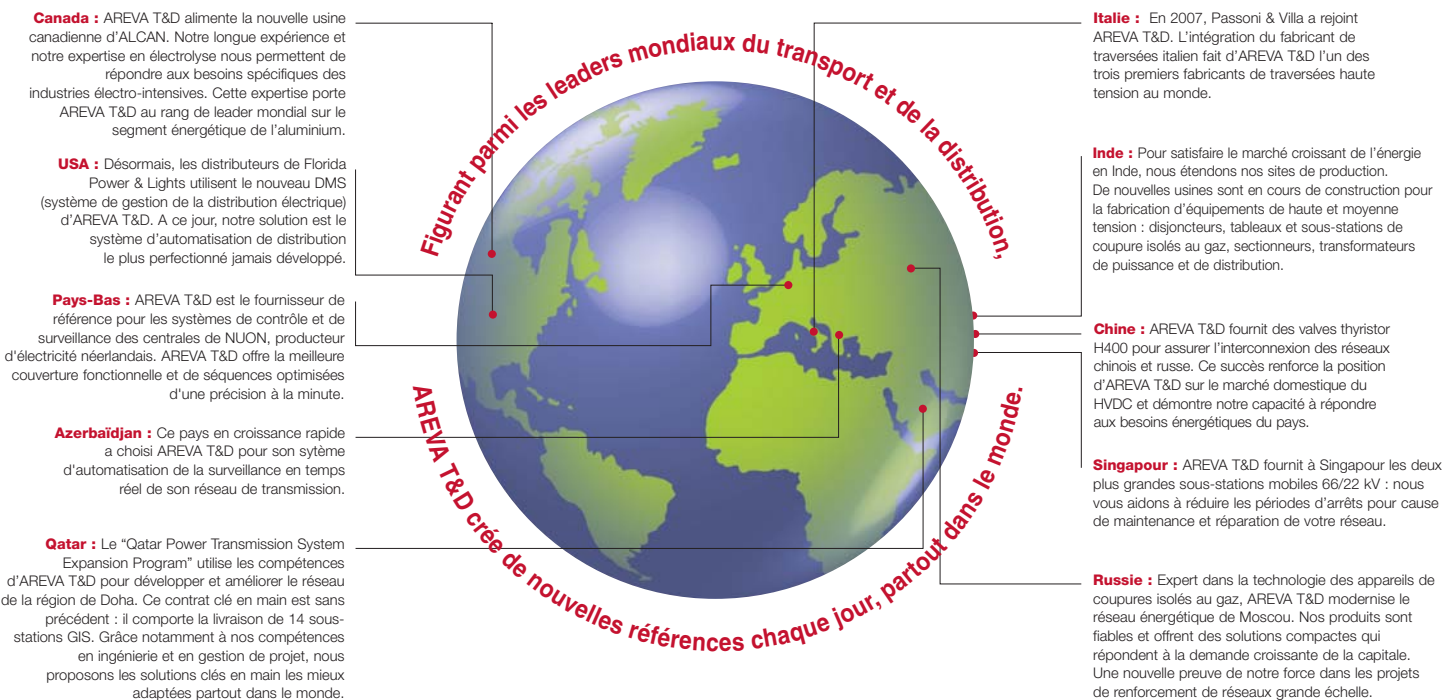 Canada : AREVA T&D alimente la nouvelle usine
canadienne d'ALCAN. Notre longue expérience et
notre expertise en électrolyse nous permettent de
répondre aux besoins spécifiques des
industries électro-intensives. Cette expertise porte
AREVA T&D au rang de leader mondial sur le
segment énergétique de l'aluminium.
USA : Désormais, les distributeurs de Florida
Power & Lights utilisent le nouveau DMS
(système de gestion de la distribution électrique)
d'AREVA T&D. A ce jour, notre solution est le
système d'automatisation de distribution
le plus perfectionné jamais développé.
Pays-Bas : AREVA T&D est le fournisseur de
référence pour les systèmes de contrôle et de
surveillance des centrales de NUON, producteur
d'électricité néerlandais. AREVA T&D offre la meilleure
couverture fonctionnelle et de séquences optimisées
d'une précision à la minute.
Azerbaïdjan : Ce pays en croissance rapide
a choisi AREVA T&D pour son sytème
d'automatisation de la surveillance en temps
réel de son réseau de transmission.
Qatar : Le “Qatar Power Transmission System
Expansion Program” utilise les compétences
d'AREVA T&D pour développer et améliorer le réseau
de la région de Doha. Ce contrat clé en main est sans
précédent : il comporte la livraison de 14 sous-
stations GIS. Grâce notamment à nos compétences
en ingénierie et en gestion de projet, nous
proposons les solutions clés en main les mieux
adaptées partout dans le monde.
Figurant parmi les leaders mondiaux du transport et de la distribution,
AREVA T&D crée de nouvelles références chaque jour, partout dans le monde.
Italie : En 2007, Passoni & Villa a rejoint
AREVA T&D. L'intégration du fabricant de
traversées italien fait d'AREVA T&D l'un des
trois premiers fabricants de traversées haute
tension au monde.
Inde : Pour satisfaire le marché croissant de l'énergie
en Inde, nous étendons nos sites de production.
De nouvelles usines sont en cours de construction pour
la fabrication d'équipements de haute et moyenne
tension : disjoncteurs, tableaux et sous-stations de
coupure isolés au gaz, sectionneurs, transformateurs
de puissance et de distribution.
Chine : AREVA T&D fournit des valves thyristor
H400 pour assurer l'interconnexion des réseaux
chinois et russe. Ce succès renforce la position
d'AREVA T&D sur le marché domestique du
HVDC et démontre notre capacité à répondre
aux besoins énergétiques du pays.
Singapour : AREVA T&D fournit à Singapour les deux
plus grandes sous-stations mobiles 66/22 kV : nous
vous aidons à réduire les périodes d'arrêts pour cause
de maintenance et réparation de votre réseau.
Russie : Expert dans la technologie des appareils de
coupures isolés au gaz, AREVA T&D modernise le
réseau énergétique de Moscou. Nos produits sont
fiables et offrent des solutions compactes qui
répondent à la demande croissante de la capitale.
Une nouvelle preuve de notre force dans les projets
de renforcement de réseaux grande échelle.